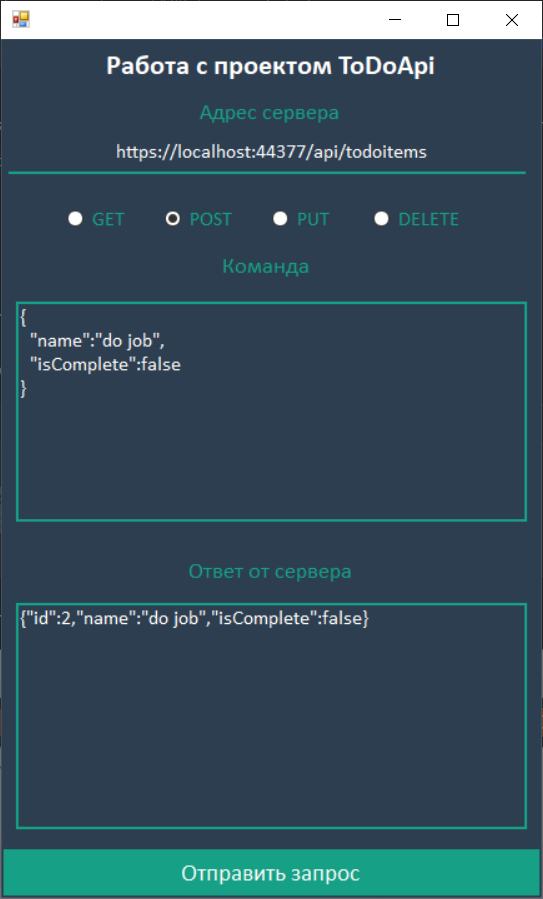 Работа с проектом ToDoApi
Адрес сервера
https://localhost:44377/api/todoitems
GET POST PUT DELETE
Команда
{
"name":"do job",
"isComplete":false
}
Ответ от сервера
{"id":2,"name":"do job","isComplete":false}
Отправить запрос